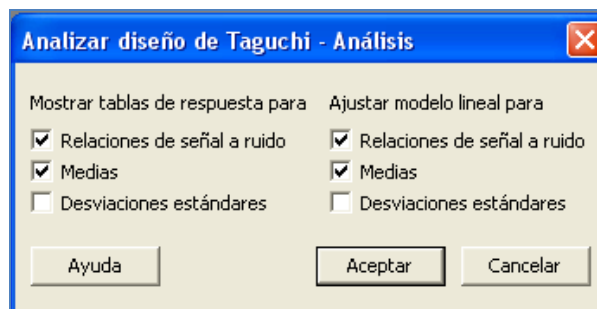 Analizar diseño de Taguchi - Análisis
Mostrar tablas de respuesta para
Ajustar modelo lineal para
Relaciones de señal a ruido
Relaciones de señal a ruido
Medias
Medias
Desviaciones estándares
Desviaciones estándares
Ayuda
Aceptar
Cancelar